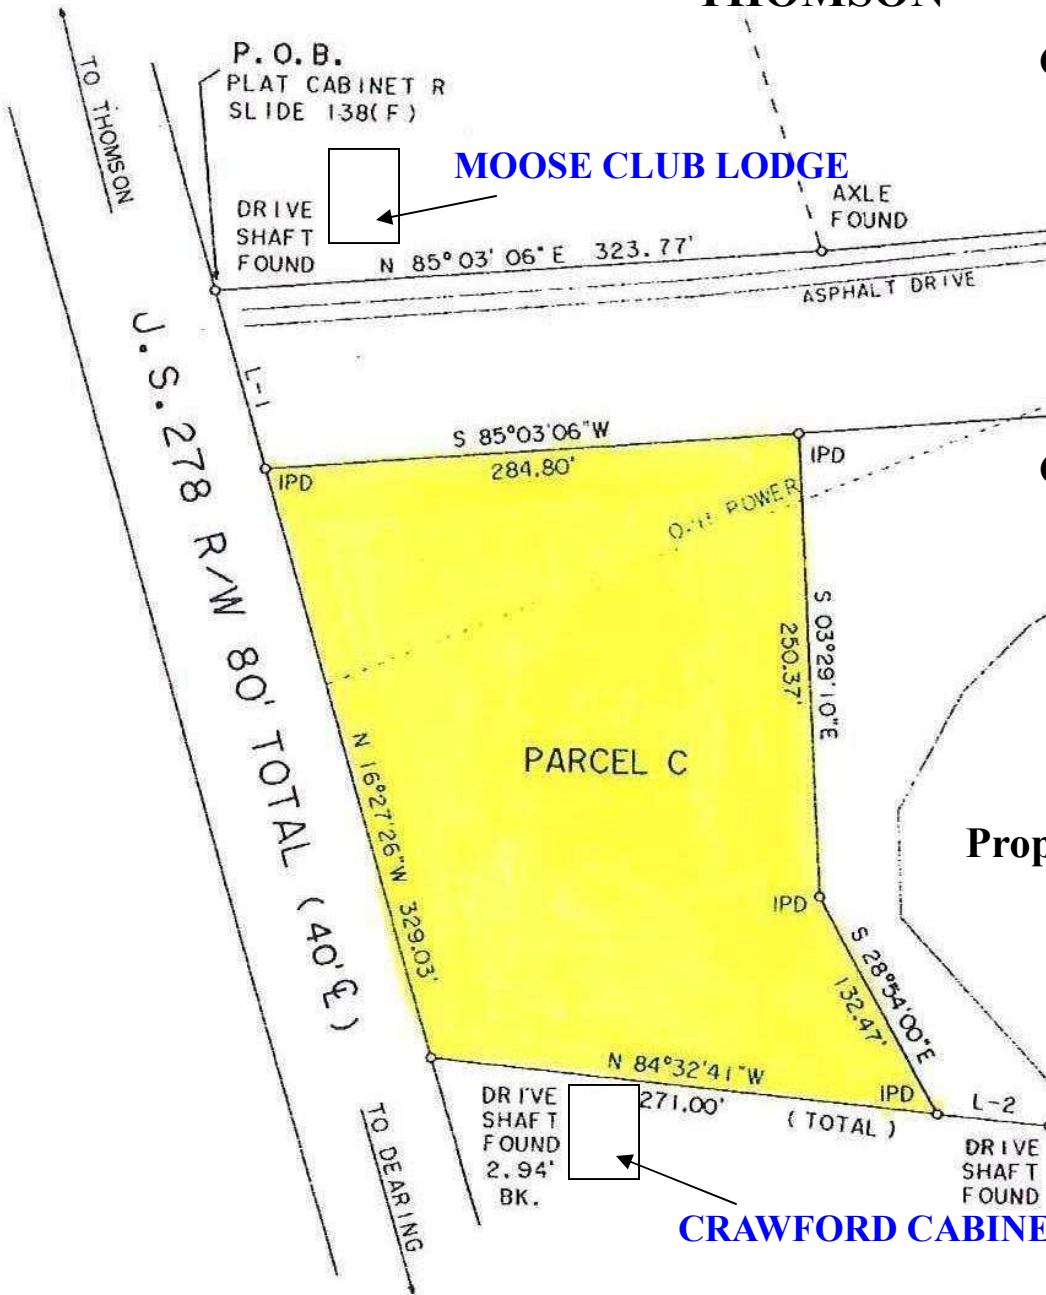 THOMSON
P.O.B.
PLAT CABINET R
SLIDE 138(F)
TO THOMSON
MOOSE CLUB LODGE
DRIVE
SHAFT
FOUND
AXLE
FOUND
N 85°03'06"E 323.77'
ASPHALT DRIVE
L-1
S 85°03'06"W
284.80'
IPD
IPD
O/H POWER
J.S.278 R/W 80' TOTAL (40'℄)
S 03°29'10"E
250.37'
N 16°27'26"W 329.03'
PARCEL C
Prop
IPD
S 28°54'00"E
132.47'
N 84°32'41"W
271.00'
(TOTAL)
IPD
L-2
DRIVE
SHAFT
FOUND
2.94'
BK.
DRIVE
SHAFT
FOUND
TO DEARING
CRAWFORD CABINE